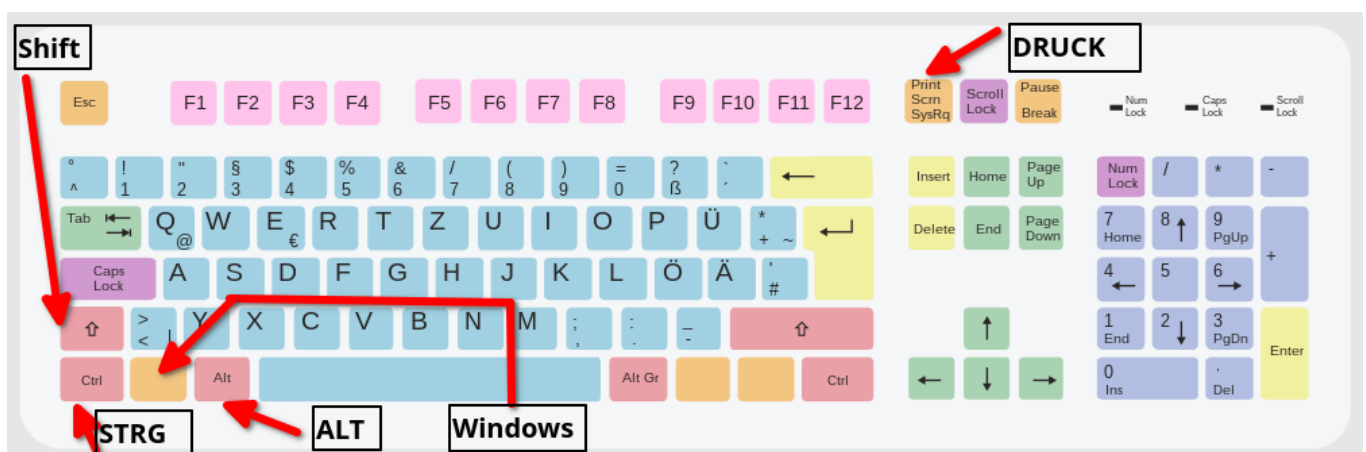 Shift
DRUCK
Esc F1 F2 F3 F4 F5 F6 F7 F8 F9 F10 F11 F12
Print
Scrn
SysRq
Scroll
Lock
Pause
Break
Num
Lock
Caps
Lock
Scroll
Lock
° ! " § $ % & / ( ) = ? `
^ 1 2 3 4 5 6 7 8 9 0 ß ´ ←
Insert Home Page
Up
Num
Lock
/ * -
Tab Q @ W E € R T Z U I O P Ü * + ~
Delete End Page
Down
7
Home
8 ↑
9
PgUp
+
Caps
Lock
A S D F G H J K L Ö Ä ' #
4
←
5
6
→
⇧ > < | Y X C V B N M ; , : . _ - ⇧
↑
1
End
2 ↓
3
PgDn
Enter
Ctrl Alt Alt Gr Ctrl
← ↓ →
0
Ins
.
Del
STRG
ALT
Windows